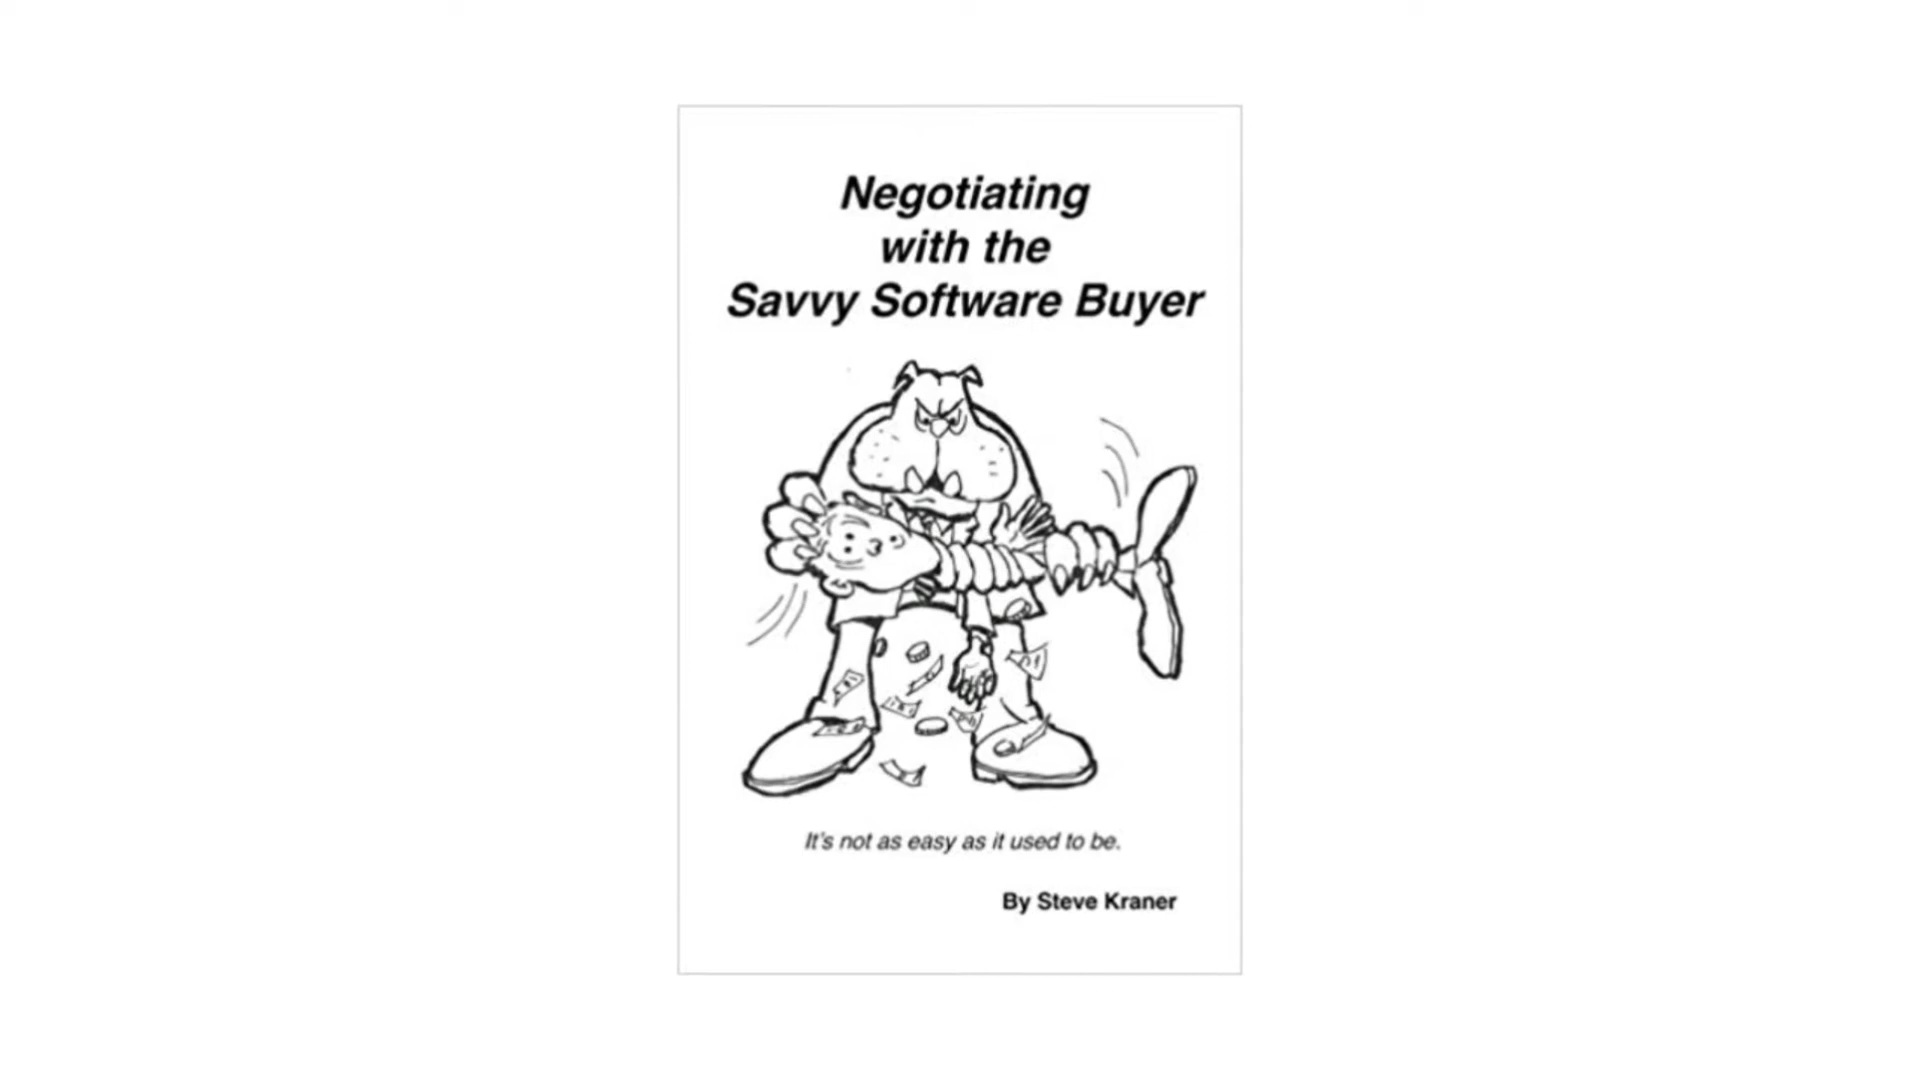 Negotiating
with the
Savvy Software Buyer
It's not as easy as it used to be.
By Steve Kraner